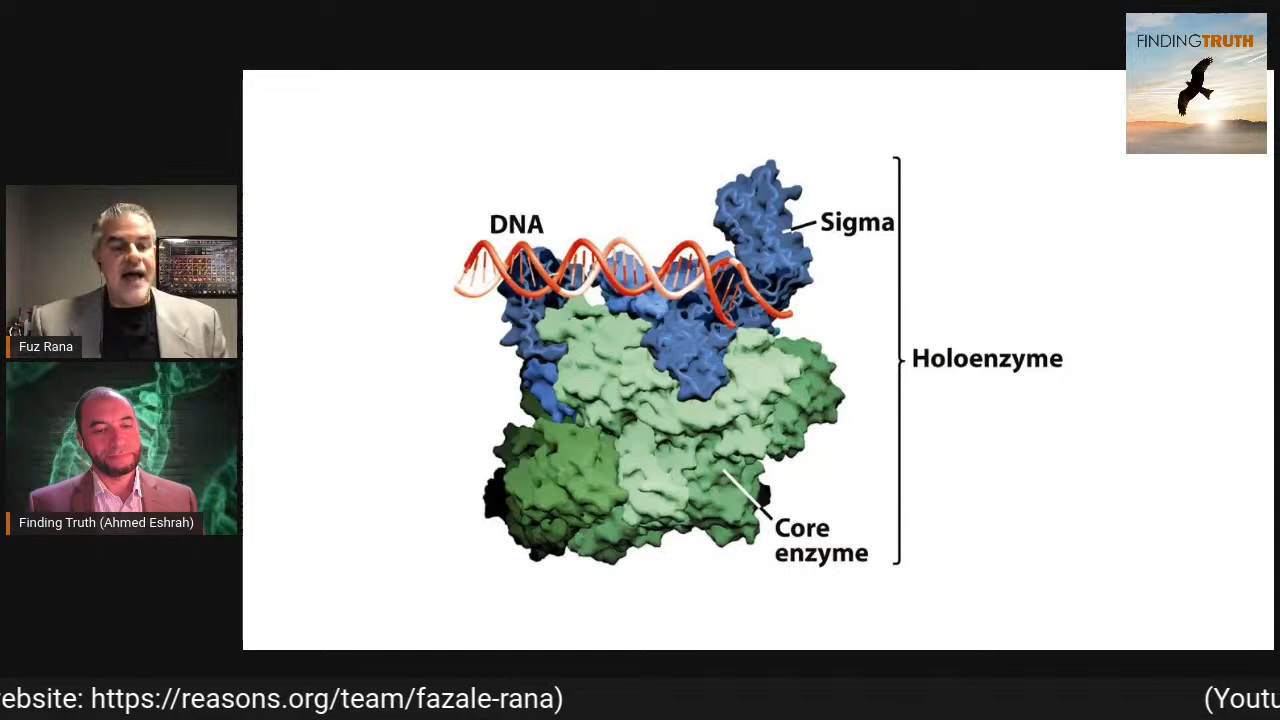 FINDINGTRUTH
DNA
Sigma
Holoenzyme
Core
enzyme
Fuz Rana
Finding Truth (Ahmed Eshrah)
ebsite: https://reasons.org/team/fazale-rana)
(Youtu